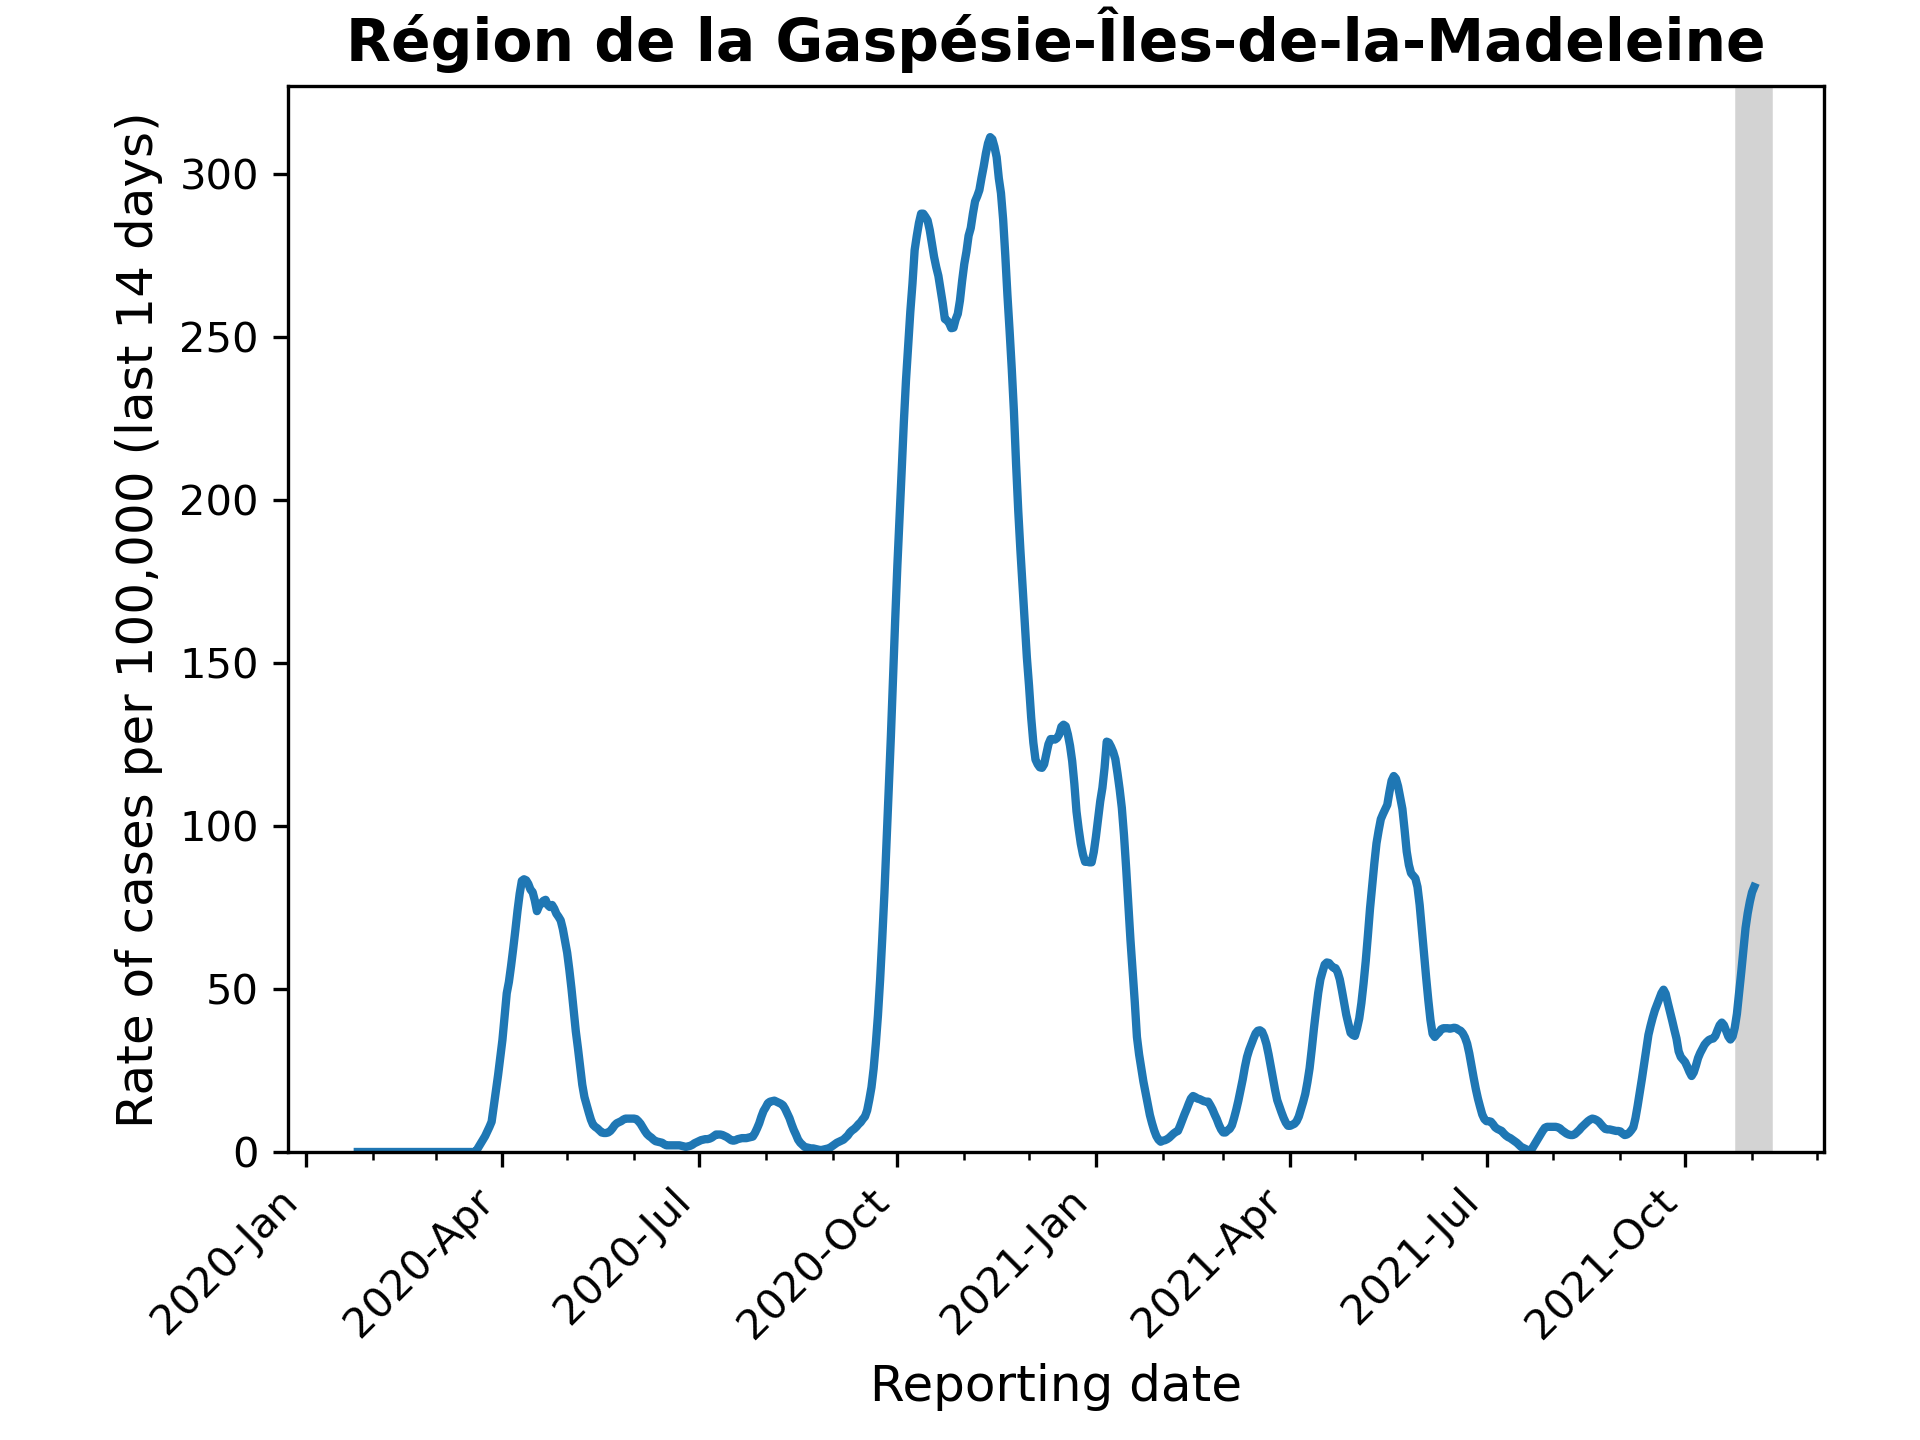 Région de la Gaspésie-Îles-de-la-Madeleine
Rate of cases per 100,000 (last 14 days)
300
250
200
150
100
50
0
2020-Jan
2020-Apr
2020-Jul
2020-Oct
2021-Jan
2021-Apr
2021-Jul
2021-Oct
Reporting date